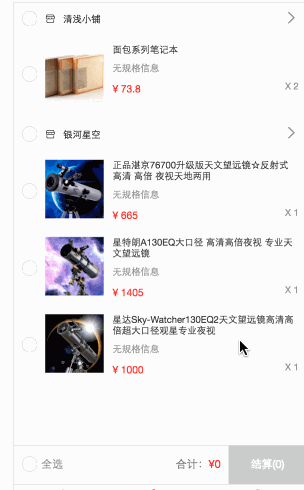 清浅小铺
面包系列笔记本
无规格信息
¥ 73.8
X 2
银河星空
正品湛京76700升级版天文望远镜☆反射式
高清 高倍 夜视天地两用
无规格信息
¥ 665
X 1
星特朗A130EQ大口径 高清高倍夜视 专业天
文望远镜
无规格信息
¥ 1405
X 1
星达Sky-Watcher130EQ2天文望远镜高清高
倍超大口径观星专业夜视
无规格信息
¥ 1000
X 1
全选
合计：¥0
结算(0)